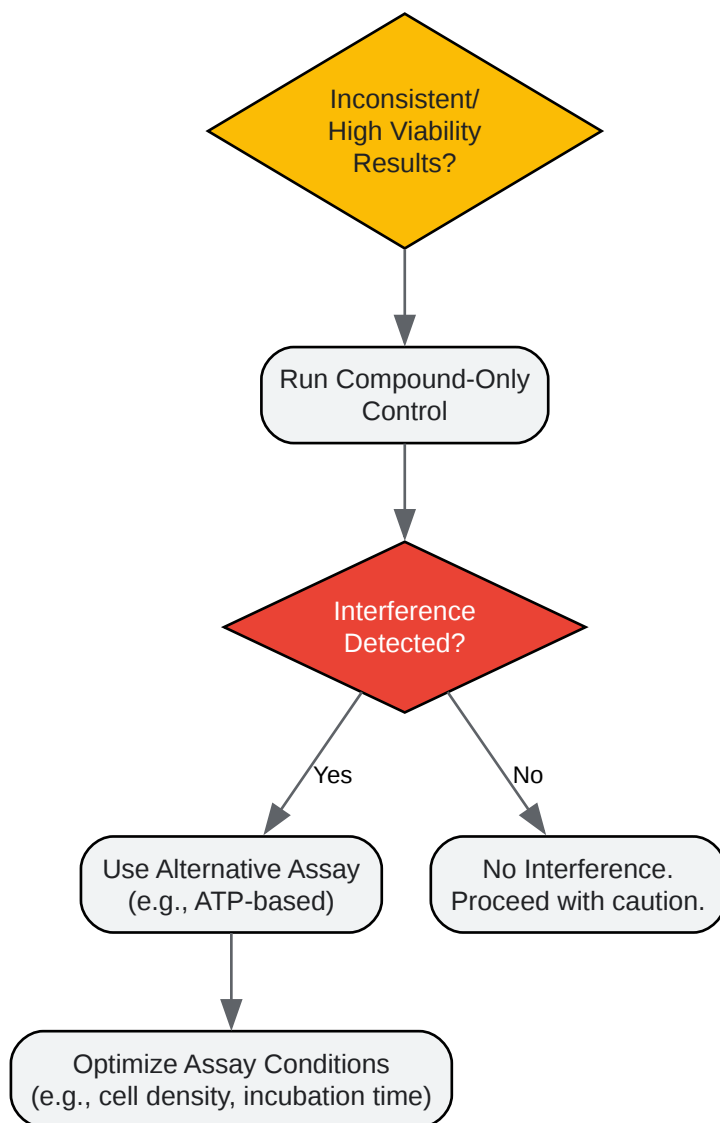 Inconsistent/
High Viability
Results?
Run Compound-Only
Control
Interference
Detected?
Yes
No
Use Alternative Assay
(e.g., ATP-based)
No Interference.
Proceed with caution.
Optimize Assay Conditions
(e.g., cell density, incubation time)